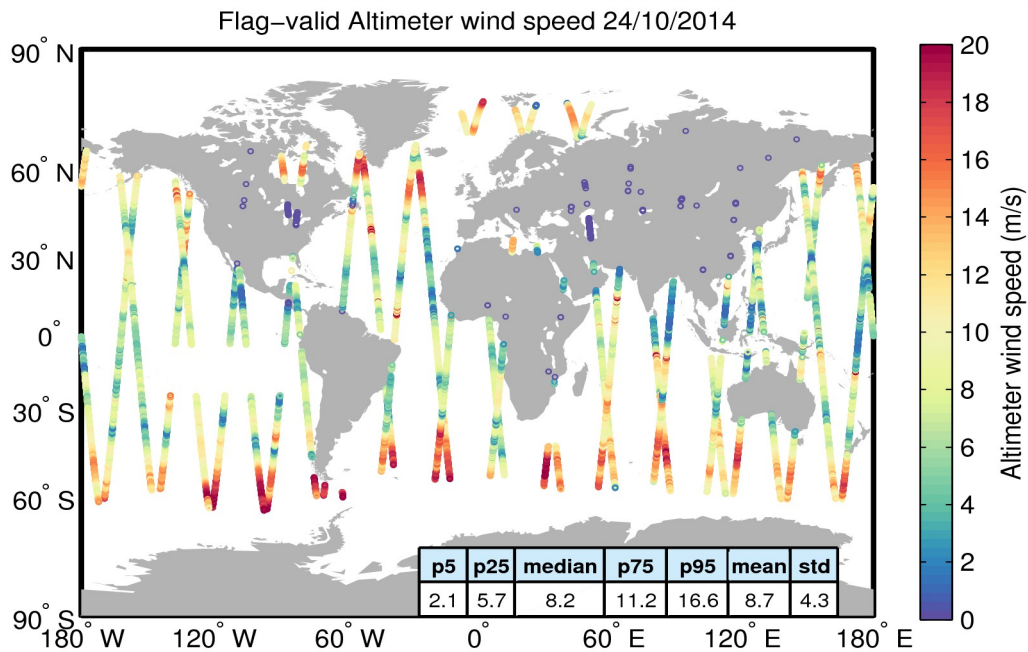 Flag−valid Altimeter wind speed 24/10/2014
90° N
60° N
30° N
0°
30° S
60° S
90° S
180° W
120° W
60° W
0°
60° E
120° E
180° E
p5 p25 median p75 p95 mean std
2.1 5.7 8.2 11.2 16.6 8.7 4.3
20
18
16
14
12
10
8
6
4
2
0
Altimeter wind speed (m/s)